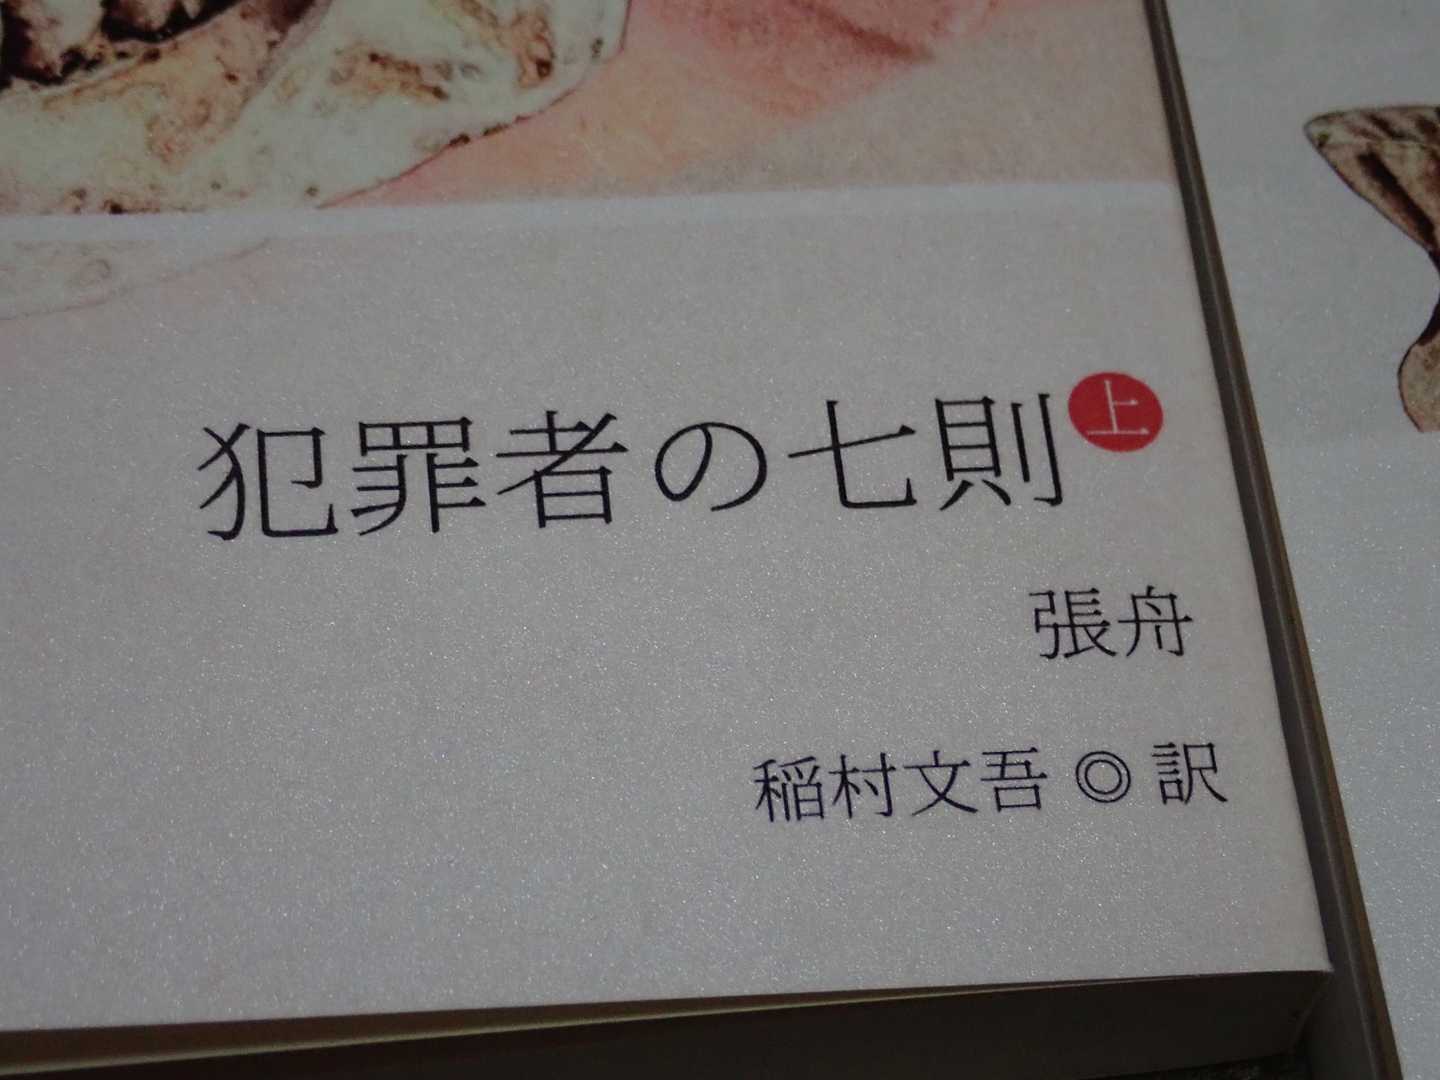 犯罪者の七則 上
張舟
稲村文吾◎訳